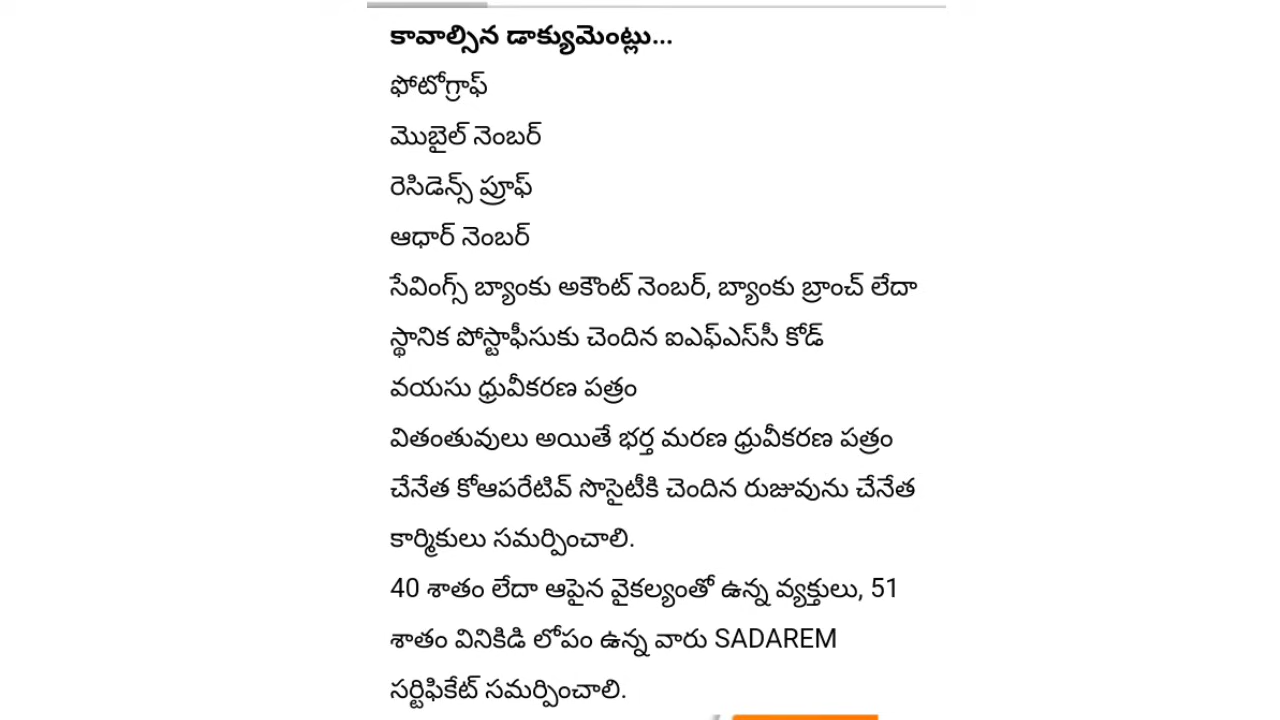 కావాల్సిన డాక్యుమెంట్లు...
ఫోటోగ్రాఫ్
మొబైల్ నెంబర్
రెసిడెన్స్ ప్రూఫ్
ఆధార్ నెంబర్
సేవింగ్స్ బ్యాంకు అకౌంట్ నెంబర్, బ్యాంకు బ్రాంచ్ లేదా
స్థానిక పోస్టాఫీసుకు చెందిన ఐఎఫ్ఎస్‌సీ కోడ్
వయసు ధ్రువీకరణ పత్రం
వితంతువులు అయితే భర్త మరణ ధ్రువీకరణ పత్రం
చేనేత కోఆపరేటివ్ సొసైటీకి చెందిన రుజువును చేనేత
కార్మికులు సమర్పించాలి.
40 శాతం లేదా ఆపైన వైకల్యంతో ఉన్న వ్యక్తులు, 51
శాతం వినికిడి లోపం ఉన్న వారు SADAREM
సర్టిఫికేట్ సమర్పించాలి.